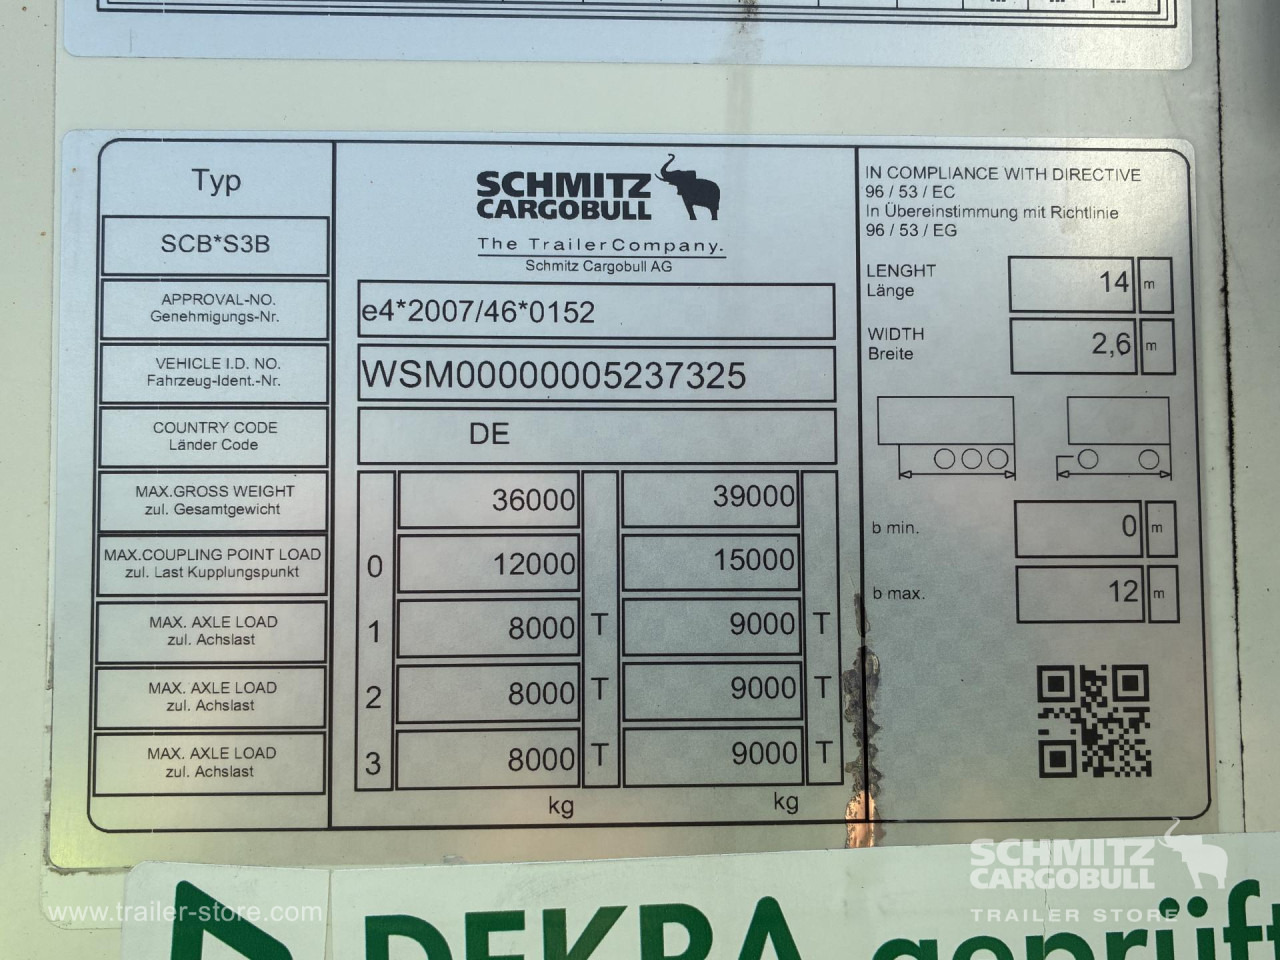 Typ
SCB*S3B
APPROVAL-NO.
Genehmigungs-Nr.
VEHICLE I.D. NO.
Fahrzeug-Ident.-Nr.
COUNTRY CODE
Länder Code
MAX.GROSS WEIGHT
zul. Gesamtgewicht
MAX.COUPLING POINT LOAD
zul. Last Kupplungspunkt
MAX. AXLE LOAD
zul. Achslast
MAX. AXLE LOAD
zul. Achslast
MAX. AXLE LOAD
zul. Achslast
SCHMITZ
CARGOBULL
The TrailerCompany.
Schmitz Cargobull AG
e4*2007/46*0152
WSM00000005237325
DE
36000 39000
0 12000 15000
1 8000 T 9000 T
2 8000 T 9000 T
3 8000 T 9000 T
kg kg
IN COMPLIANCE WITH DIRECTIVE
96 / 53 / EC
In Übereinstimmung mit Richtlinie
96 / 53 / EG
LENGHT
Länge
14 m
WIDTH
Breite
2,6 m
b min. 0 m
b max. 12 m
SCHMITZ
CARGOBULL
TRAILER STORE
www.trailer-store.com
DEKRA geprüft